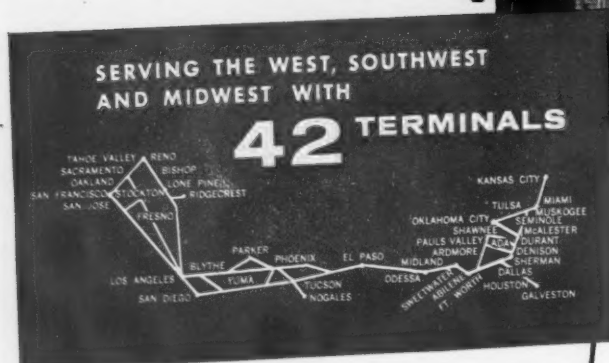 SERVING THE WEST, SOUTHWEST
AND MIDWEST WITH
42 TERMINALS
TAHOE VALLEY
RENO
SACRAMENTO
BISHOP
OAKLAND
LONE PINE
SAN FRANCISCO
STOCKTON
RIDGECREST
SAN JOSE
FRESNO
LOS ANGELES
SAN DIEGO
BLYTHE
PARKER
YUMA
PHOENIX
TUCSON
NOGALES
EL PASO
MIDLAND
ODESSA
SWEETWATER
ABILENE
FT. WORTH
KANSAS CITY
TULSA
MIAMI
MUSKOGEE
OKLAHOMA CITY
SEMINOLE
SHAWNEE
McALESTER
PAULS VALLEY
ADA
DURANT
ARDMORE
DENISON
SHERMAN
DALLAS
HOUSTON
GALVESTON